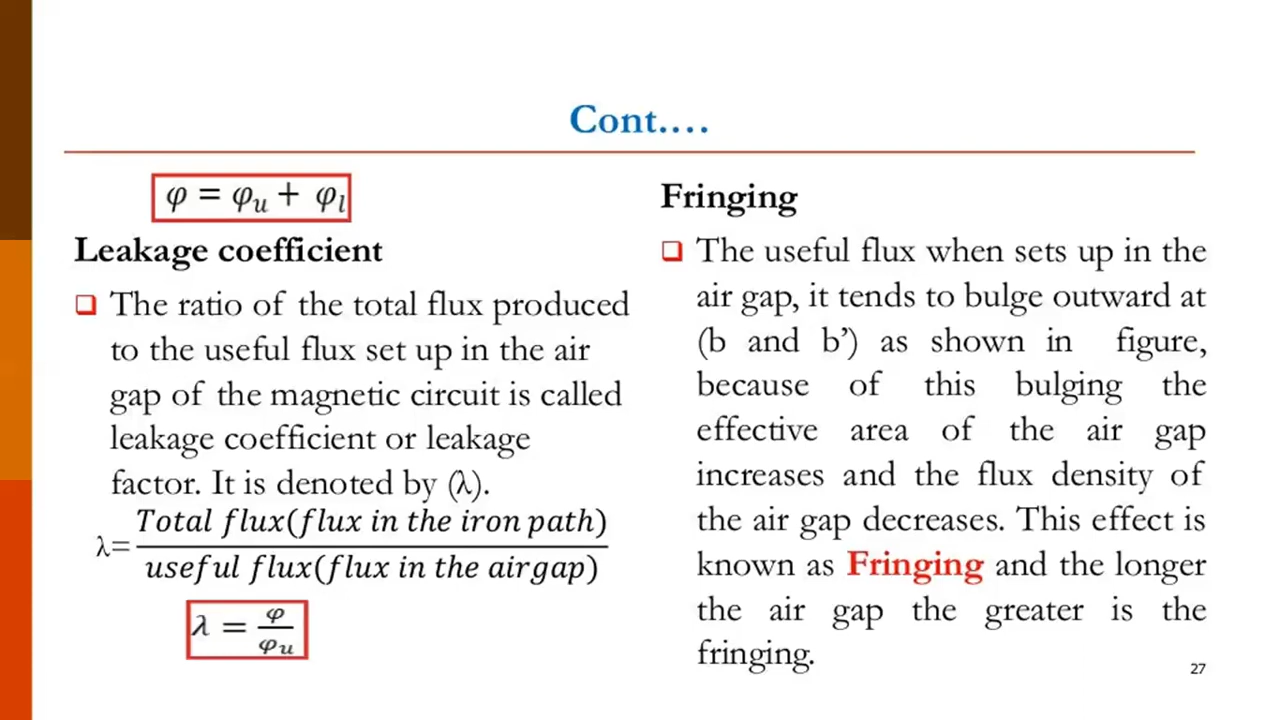 Cont.…
φ = φu + φl
Leakage coefficient
❑ The ratio of the total flux produced
to the useful flux set up in the air
gap of the magnetic circuit is called
leakage coefficient or leakage
factor. It is denoted by (λ).
λ= Total flux(flux in the iron path)
useful flux(flux in the airgap)
λ = φ/φu
Fringing
❑ The useful flux when sets up in the
air gap, it tends to bulge outward at
(b and b’) as shown in figure,
because of this bulging the
effective area of the air gap
increases and the flux density of
the air gap decreases. This effect is
known as Fringing and the longer
the air gap the greater is the
fringing.
27